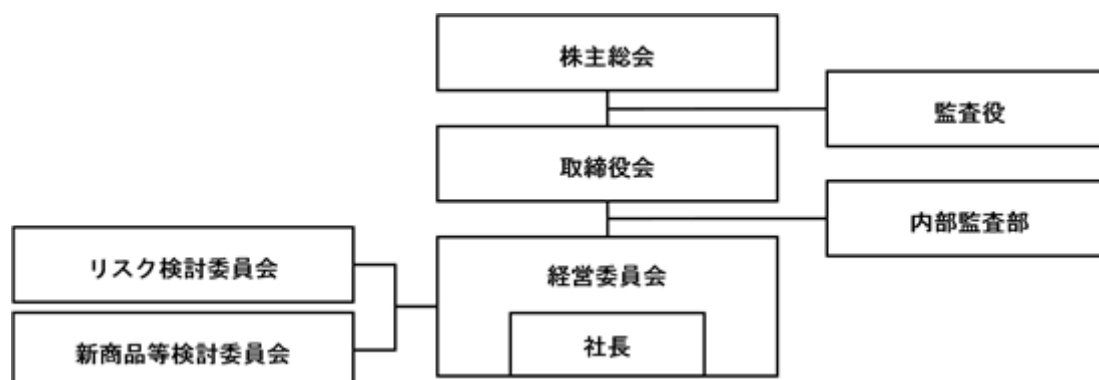 株主総会
監査役
取締役会
内部監査部
リスク検討委員会
経営委員会
新商品等検討委員会
社長